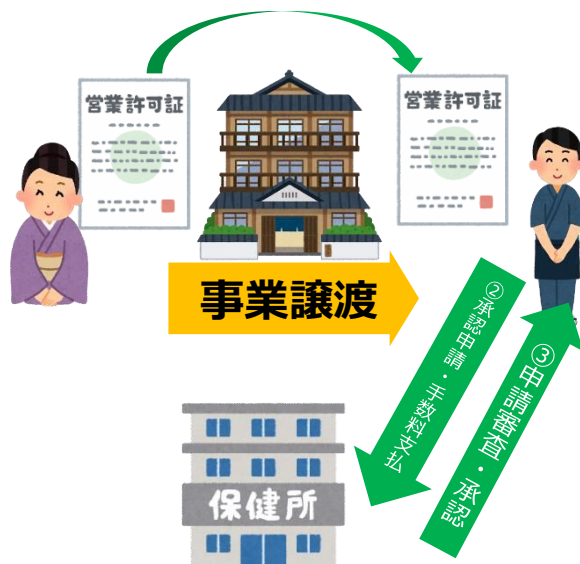 営業許可証
営業許可証
事業譲渡
②承認申請・手数料支払
③申請審査・承認
保健所